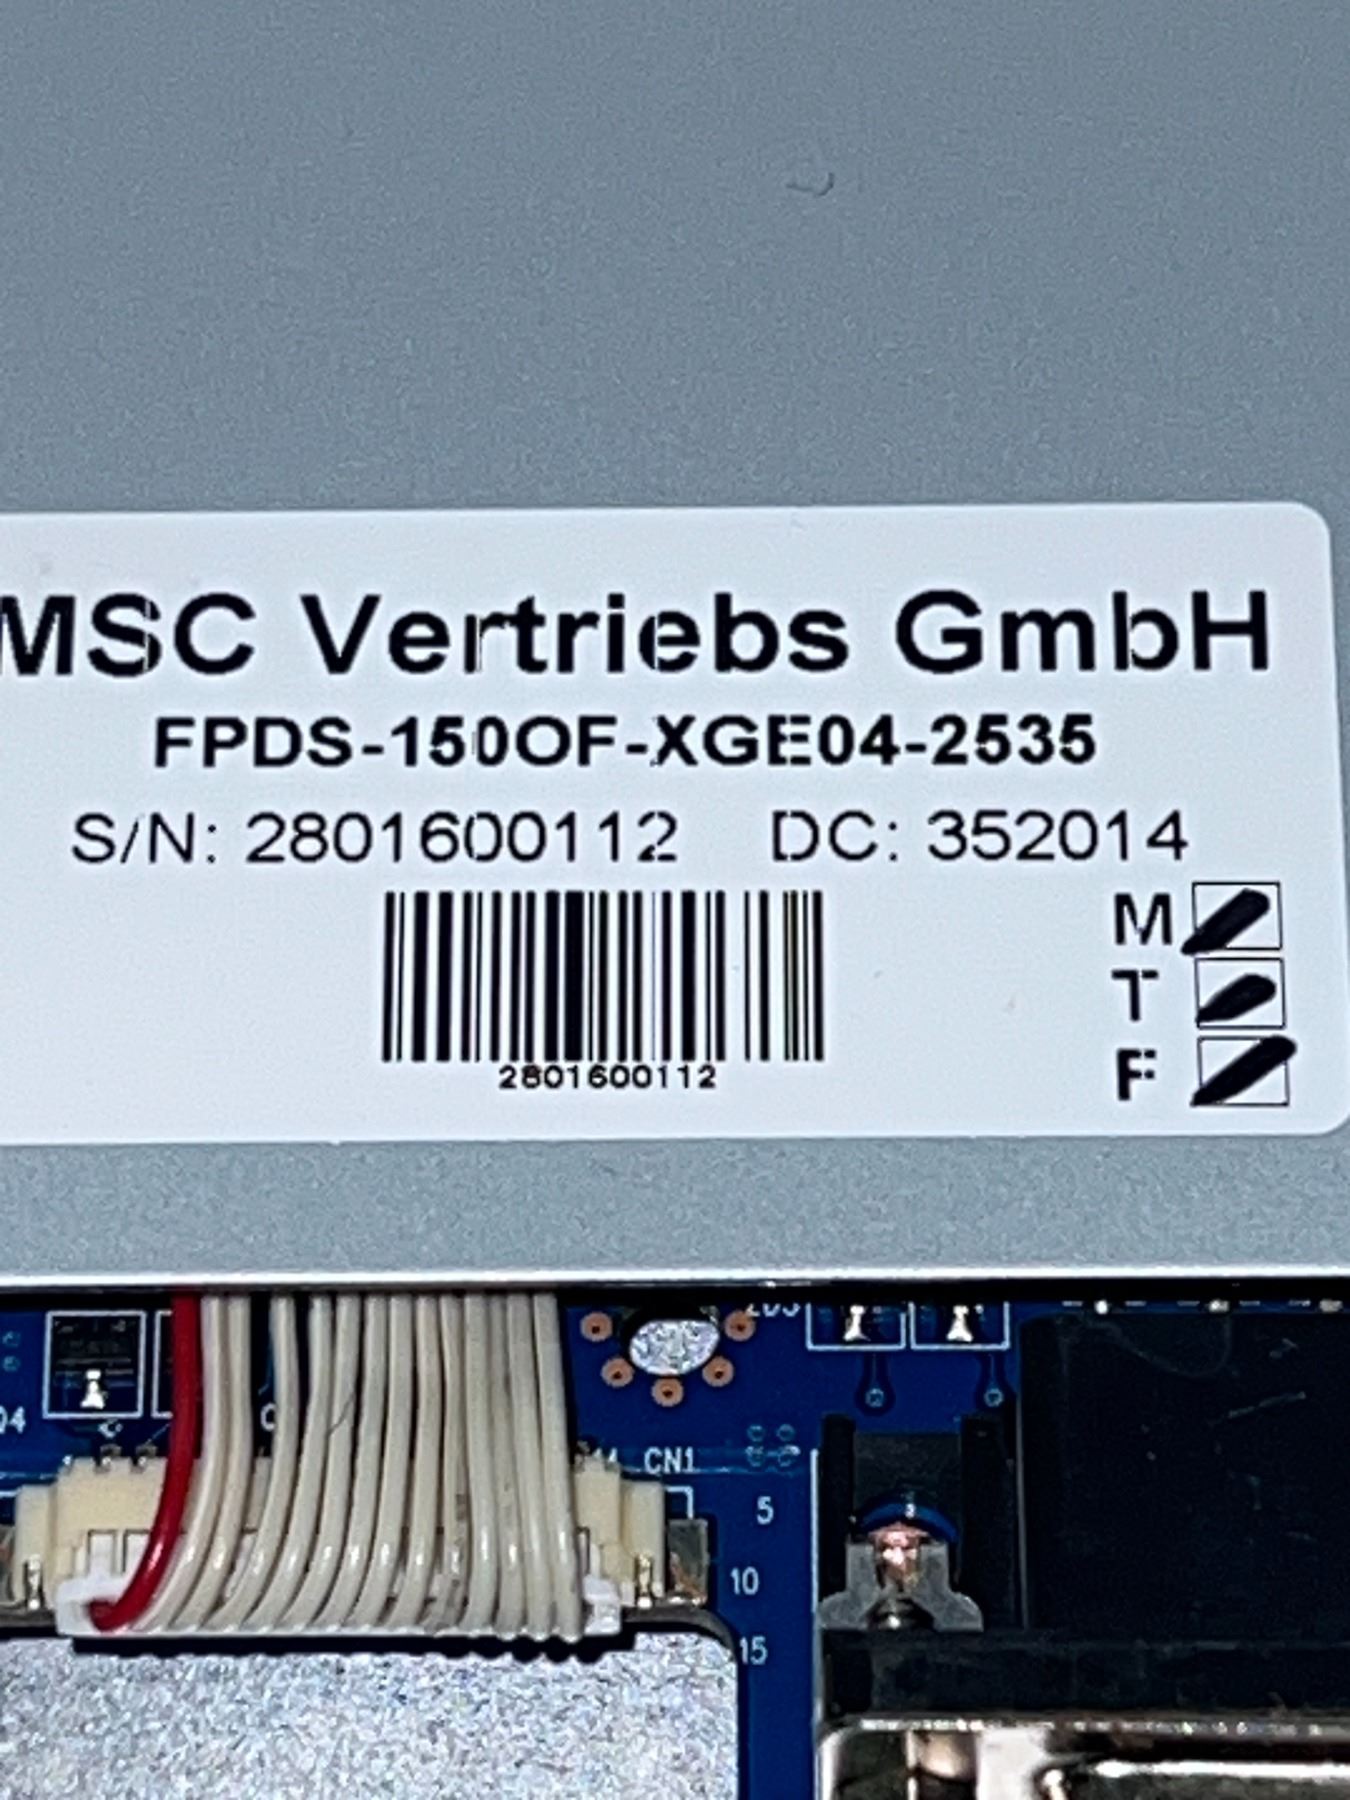 MSC Vertriebs GmbH
FPDS-150OF-XGE04-2535
S/N: 2801600112 DC: 352014
M
T
F
2801600112
CN1
5
10
15